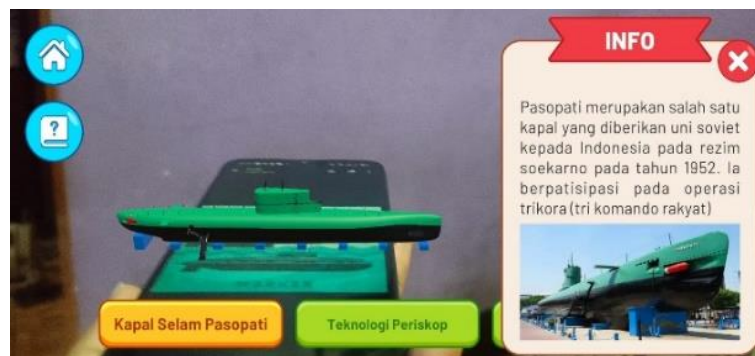 INFO
Pasopati merupakan salah satu
kapal yang diberikan uni soviet
kepada Indonesia pada rezim
soekarno pada tahun 1952. Ia
berpatisipasi pada operasi
trikora (tri komando rakyat)
Kapal Selam Pasopati
Teknologi Periskop